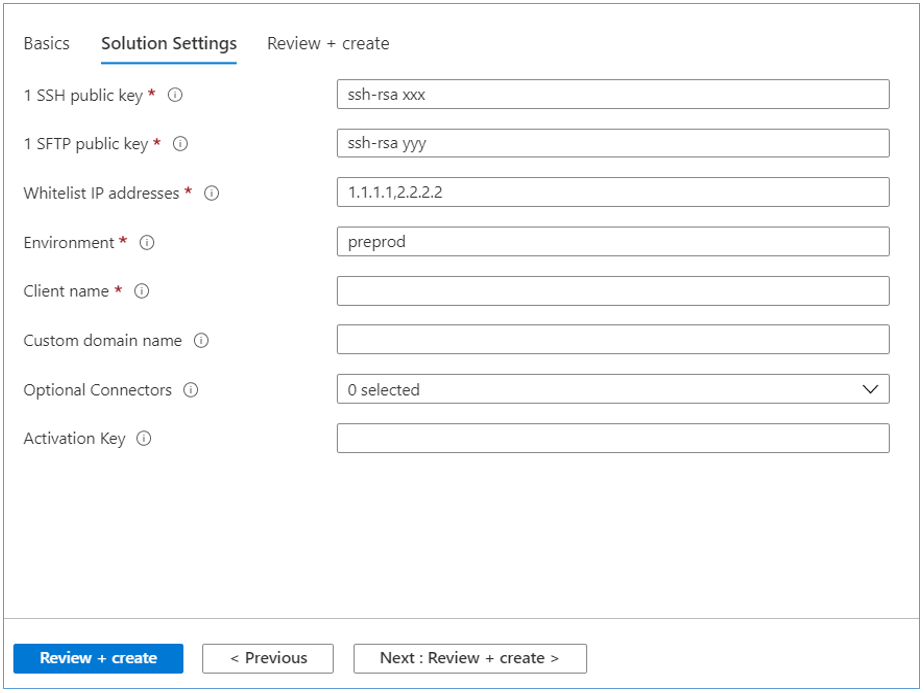 Basics Solution Settings Review + create
1 SSH public key * ssh-rsa xxx
1 SFTP public key * ssh-rsa yyy
Whitelist IP addresses * 1.1.1.1,2.2.2.2
Environment * preprod
Client name *
Custom domain name
Optional Connectors 0 selected
Activation Key
Review + create < Previous Next : Review + create >